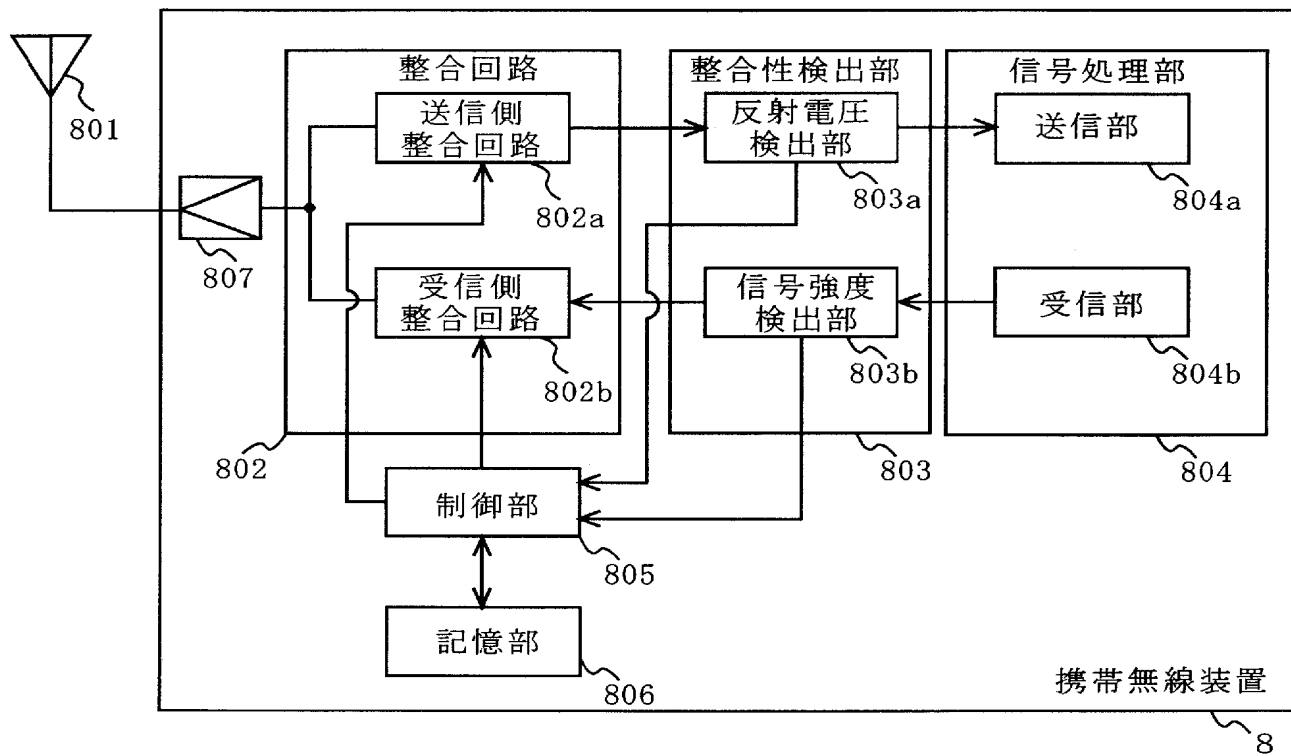 801
807
整合回路
送信側
整合回路
802a
受信側
整合回路
802b
802
整合性検出部
反射電圧
検出部
803a
信号強度
検出部
803b
803
信号処理部
送信部
804a
受信部
804b
804
制御部
805
記憶部
806
携帯無線装置
8